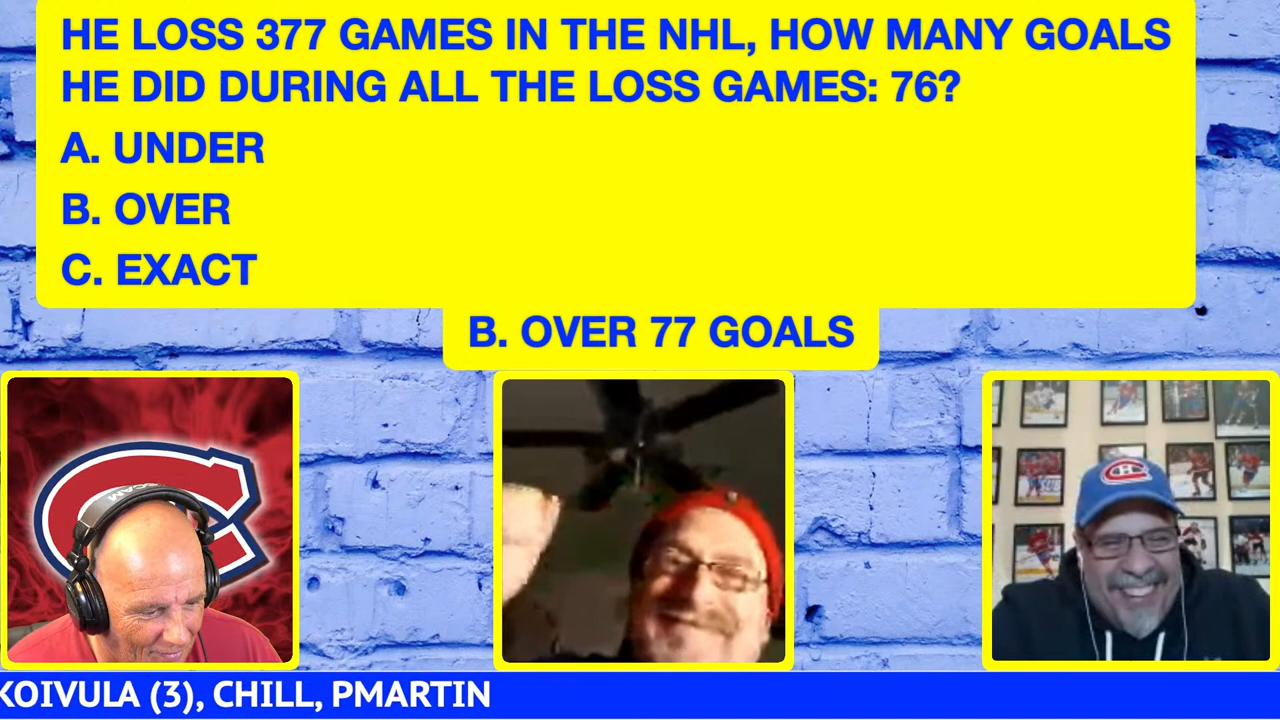 HE LOSS 377 GAMES IN THE NHL, HOW MANY GOALS
HE DID DURING ALL THE LOSS GAMES: 76?
A. UNDER
B. OVER
C. EXACT
B. OVER 77 GOALS
KOIVULA (3), CHILL, PMARTIN